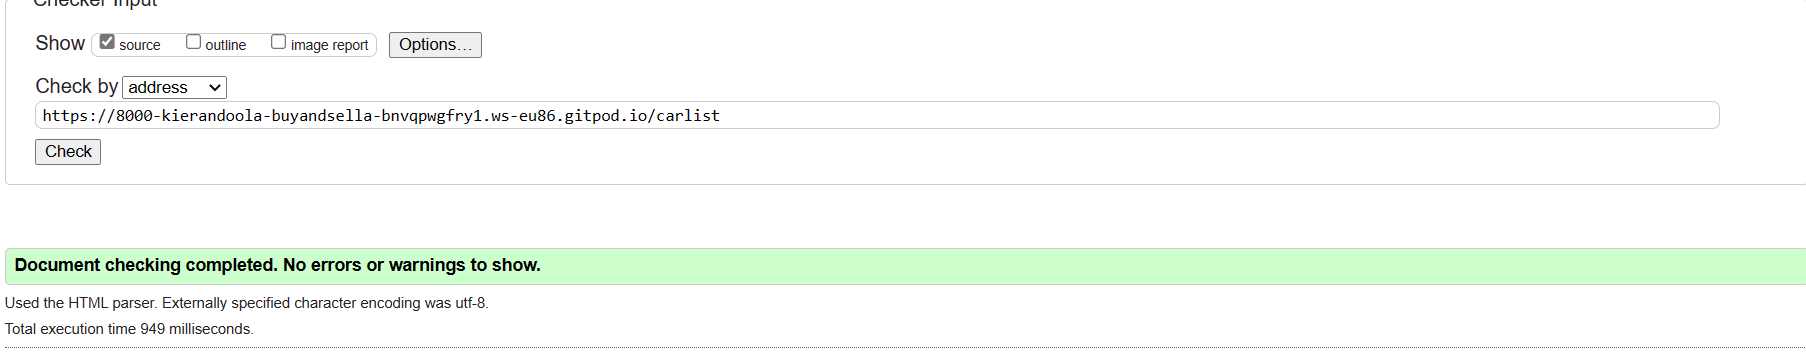 Checker Input
Show source outline image report Options...
Check by address
https://8000-kierandoola-buyandsella-bnvqpwgfry1.ws-eu86.gitpod.io/carlist
Check
Document checking completed. No errors or warnings to show.
Used the HTML parser. Externally specified character encoding was utf-8.
Total execution time 949 milliseconds.